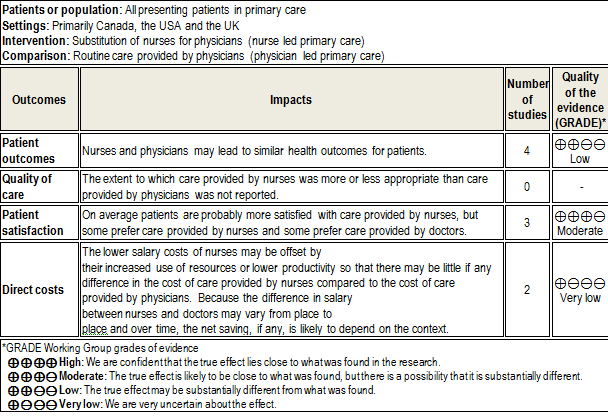 Patients or population: All presenting patients in primary care
Settings: Primarily Canada, the USA and the UK
Intervention: Substitution of nurses for physicians (nurse led primary care)
Comparison: Routine care provided by physicians (physician led primary care)
Outcomes
Impacts
Number
of
studies
Quality
of the
evidence
(GRADE)*
Patient
outcomes
Nurses and physicians may lead to similar health outcomes for patients.
4
⊕⊕⊖⊖
Low
Quality of
care
The extent to which care provided by nurses was more or less appropriate than care
provided by physicians was not reported.
0
-
Patient
satisfaction
On average patients are probably more satisfied with care provided by nurses, but
some prefer care provided by nurses and some prefer care provided by doctors.
3
⊕⊕⊕⊖
Moderate
Direct costs
The lower salary costs of nurses may be offset by
their increased use of resources or lower productivity so that there may be little if any
difference in the cost of care provided by nurses compared to the cost of care
provided by physicians. Because the difference in salary
between nurses and doctors may vary from place to
place and over time, the net saving, if any, is likely to depend on the context.
2
⊕⊖⊖⊖
Very low
*GRADE Working Group grades of evidence
⊕⊕⊕⊕ High: We are confident that the true effect lies close to what was found in the research.
⊕⊕⊕⊖ Moderate: The true effect is likely to be close to what was found, but there is a possibility that it is substantially different.
⊕⊕⊖⊖ Low: The true effect may be substantially different from what was found.
⊕⊖⊖⊖ Very low: We are very uncertain about the effect.